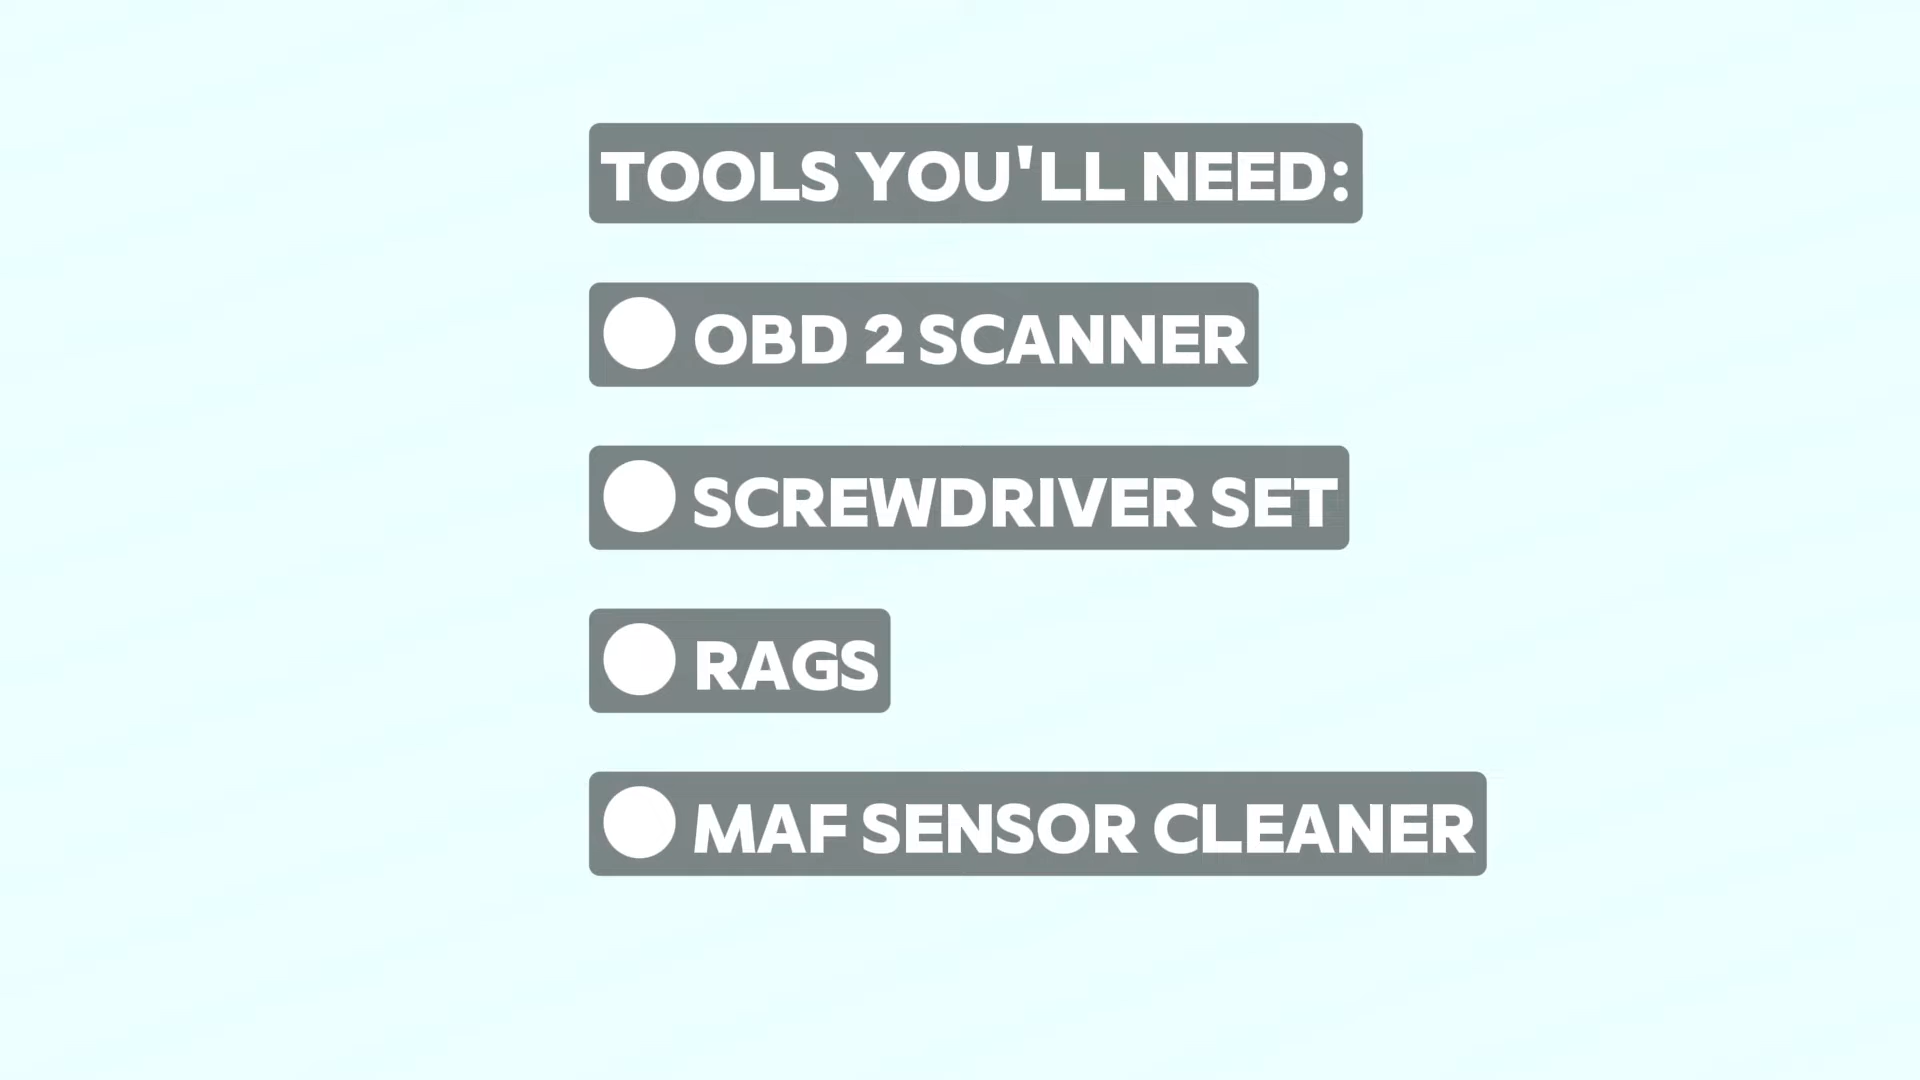 TOOLS YOU'LL NEED:
OBD 2 SCANNER
SCREWDRIVER SET
RAGS
MAF SENSOR CLEANER